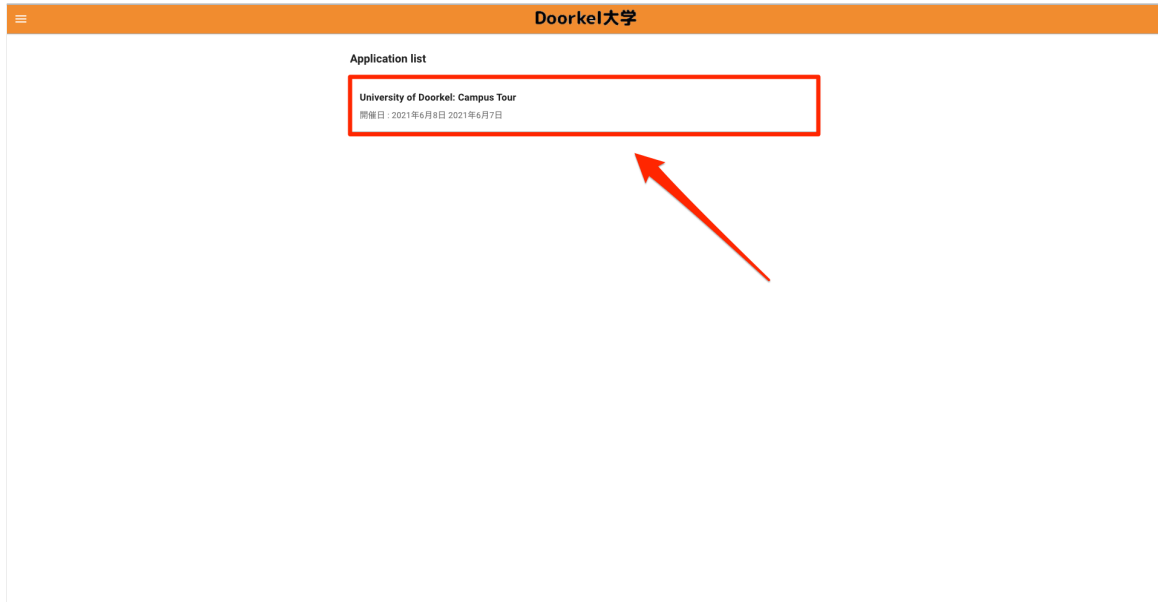 Doorkel大学
Application list
University of Doorkel: Campus Tour
開催日 : 2021年6月8日 2021年6月7日